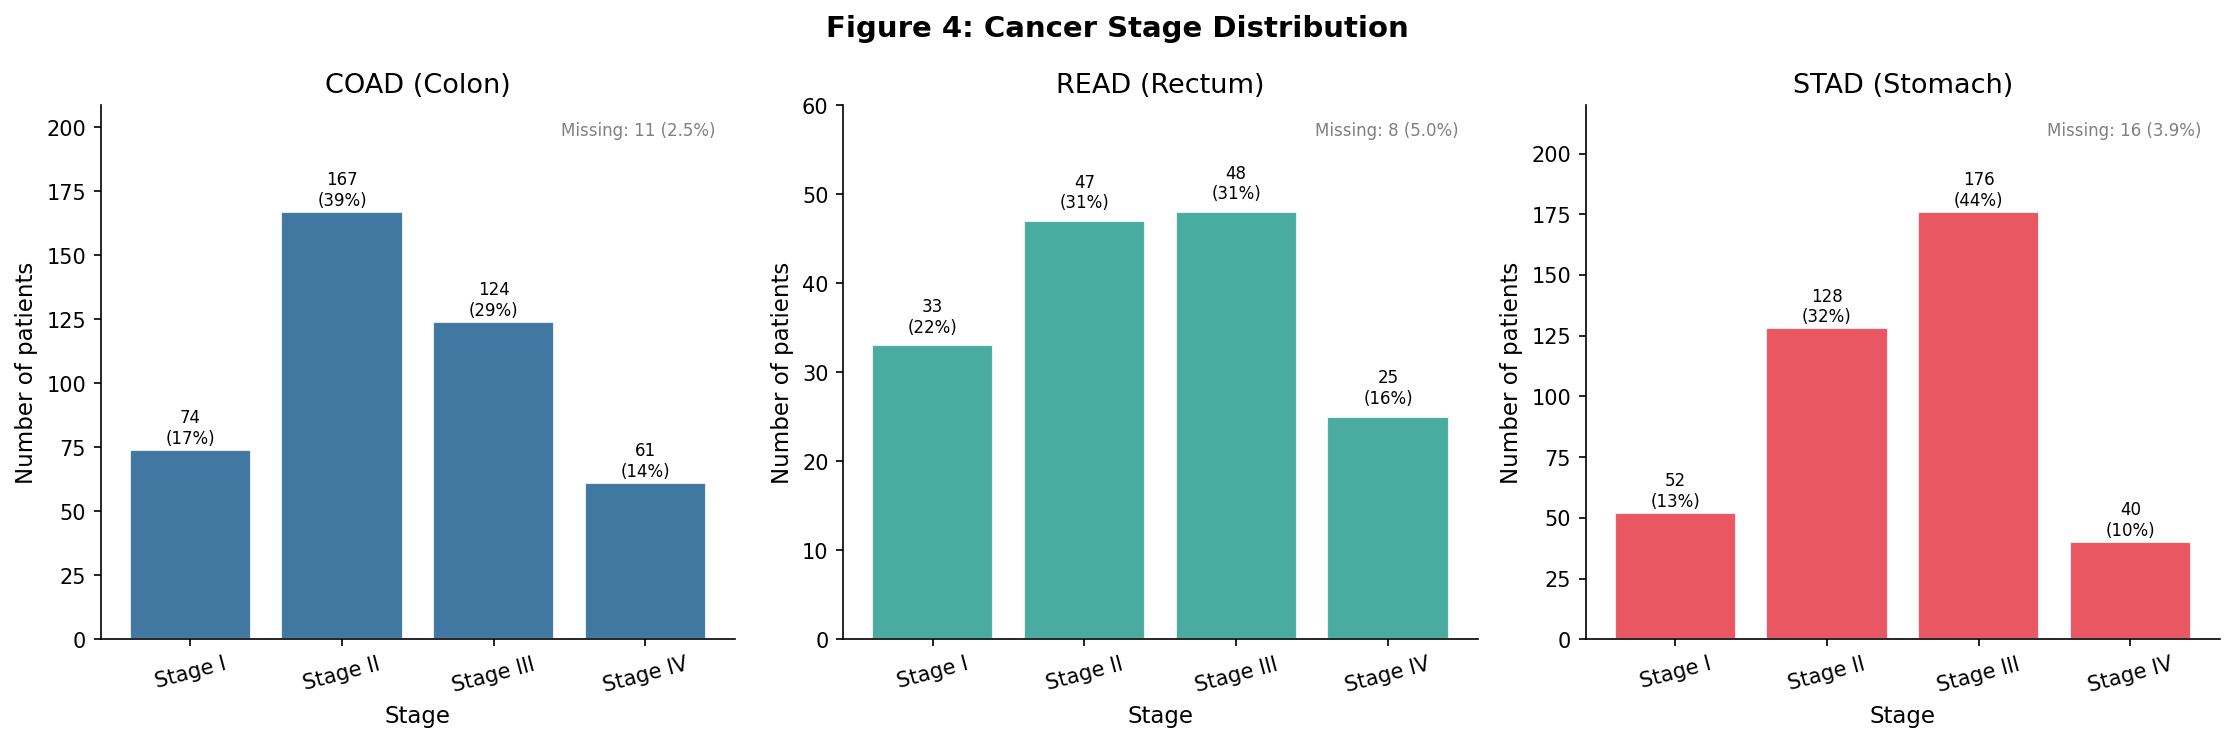 Figure 4: Cancer Stage Distribution
COAD (Colon)
Missing: 11 (2.5%)
Number of patients
200
175
150
125
100
75
50
25
0
74
(17%)
167
(39%)
124
(29%)
61
(14%)
Stage I
Stage II
Stage III
Stage IV
Stage
READ (Rectum)
Missing: 8 (5.0%)
Number of patients
60
50
40
30
20
10
0
33
(22%)
47
(31%)
48
(31%)
25
(16%)
Stage I
Stage II
Stage III
Stage IV
Stage
STAD (Stomach)
Missing: 16 (3.9%)
Number of patients
200
175
150
125
100
75
50
25
0
52
(13%)
128
(32%)
176
(44%)
40
(10%)
Stage I
Stage II
Stage III
Stage IV
Stage